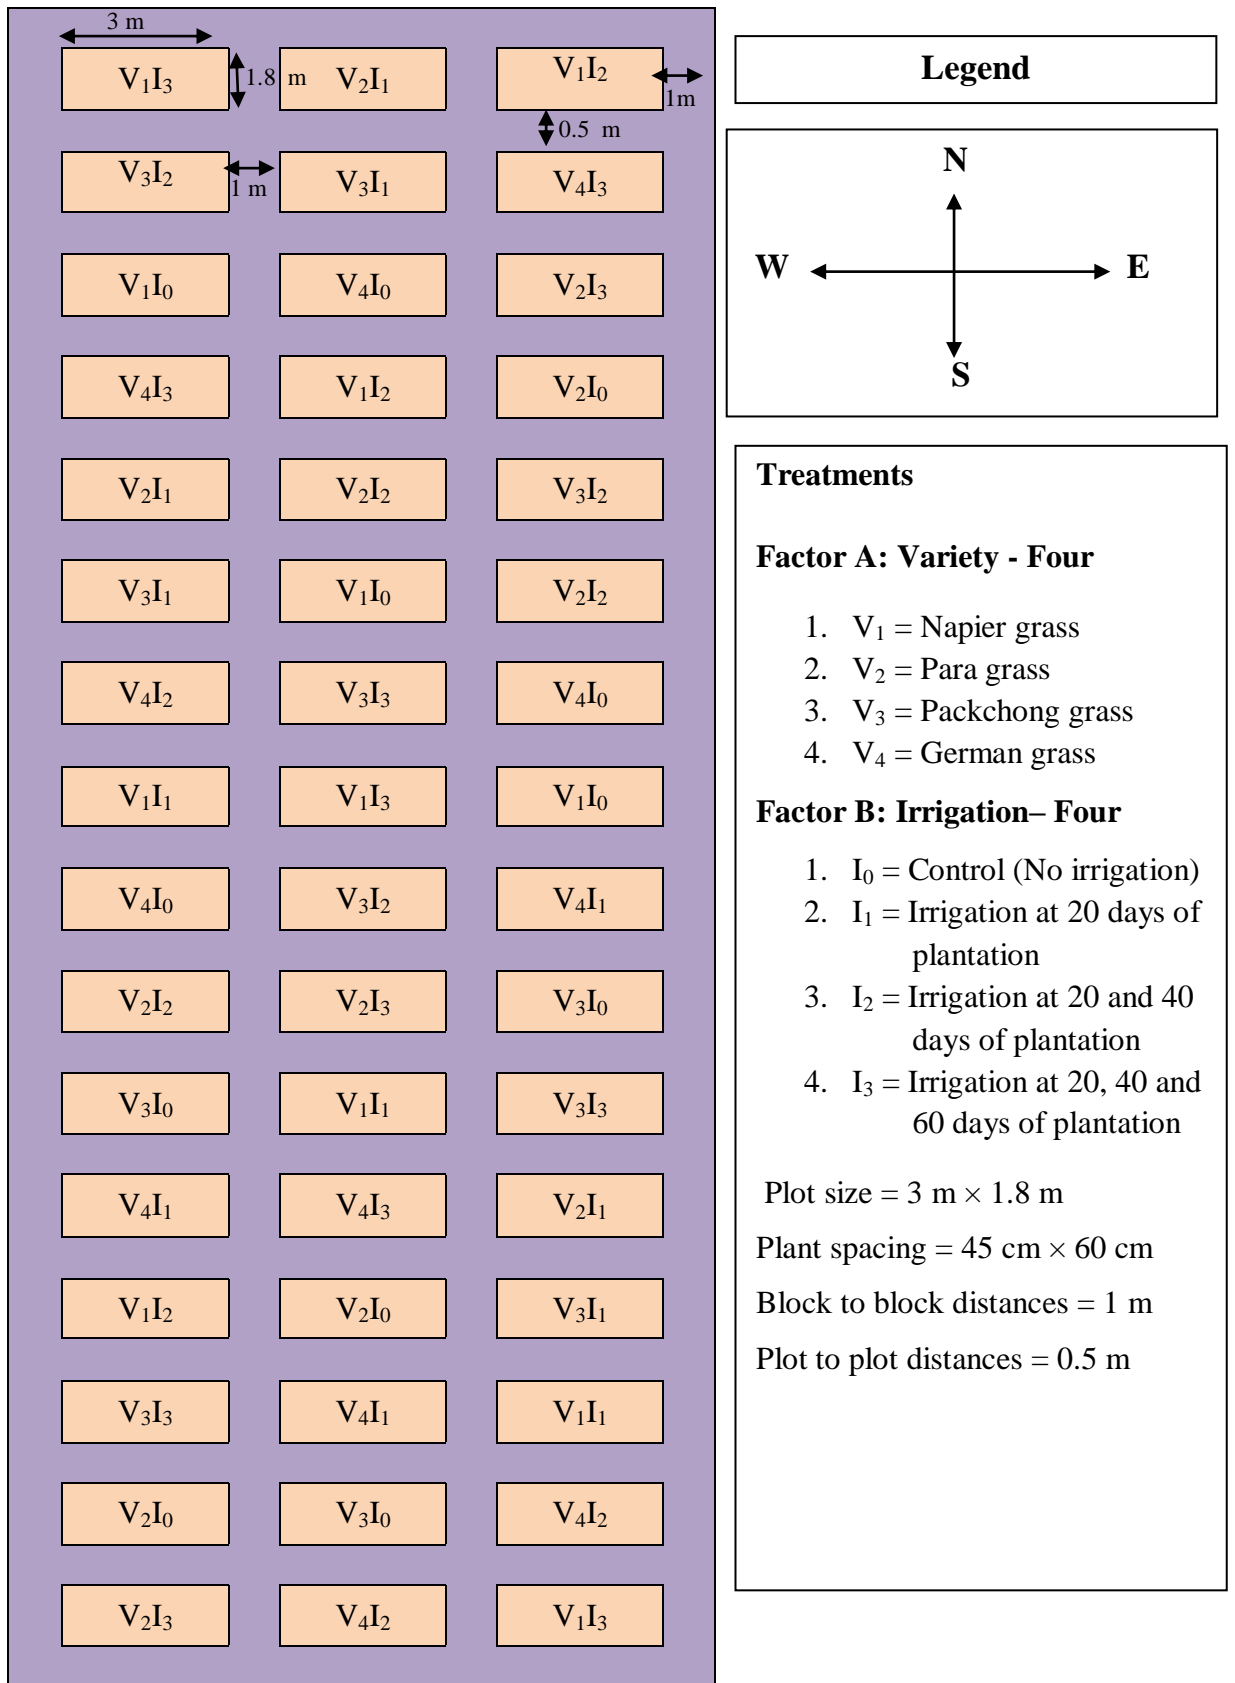 3 m
V₁I₃ 1.8 m V₂I₁ V₁I₂
1m
0.5 m
V₃I₂ 1 m V₃I₁ V₄I₃
V₁I₀ V₄I₀ V₂I₃
V₄I₃ V₁I₂ V₂I₀
V₂I₁ V₂I₂ V₃I₂
V₃I₁ V₁I₀ V₂I₂
V₄I₂ V₃I₃ V₄I₀
V₁I₁ V₁I₃ V₁I₀
V₄I₀ V₃I₂ V₄I₁
V₂I₂ V₂I₃ V₃I₀
V₃I₀ V₁I₁ V₃I₃
V₄I₁ V₄I₃ V₂I₁
V₁I₂ V₂I₀ V₃I₁
V₃I₃ V₄I₁ V₁I₁
V₂I₀ V₃I₀ V₄I₂
V₂I₃ V₄I₂ V₁I₃
Legend
N
W E
S
Treatments
Factor A: Variety - Four
1. V₁ = Napier grass
2. V₂ = Para grass
3. V₃ = Packchong grass
4. V₄ = German grass
Factor B: Irrigation– Four
1. I₀ = Control (No irrigation)
2. I₁ = Irrigation at 20 days of
plantation
3. I₂ = Irrigation at 20 and 40
days of plantation
4. I₃ = Irrigation at 20, 40 and
60 days of plantation
Plot size = 3 m × 1.8 m
Plant spacing = 45 cm × 60 cm
Block to block distances = 1 m
Plot to plot distances = 0.5 m